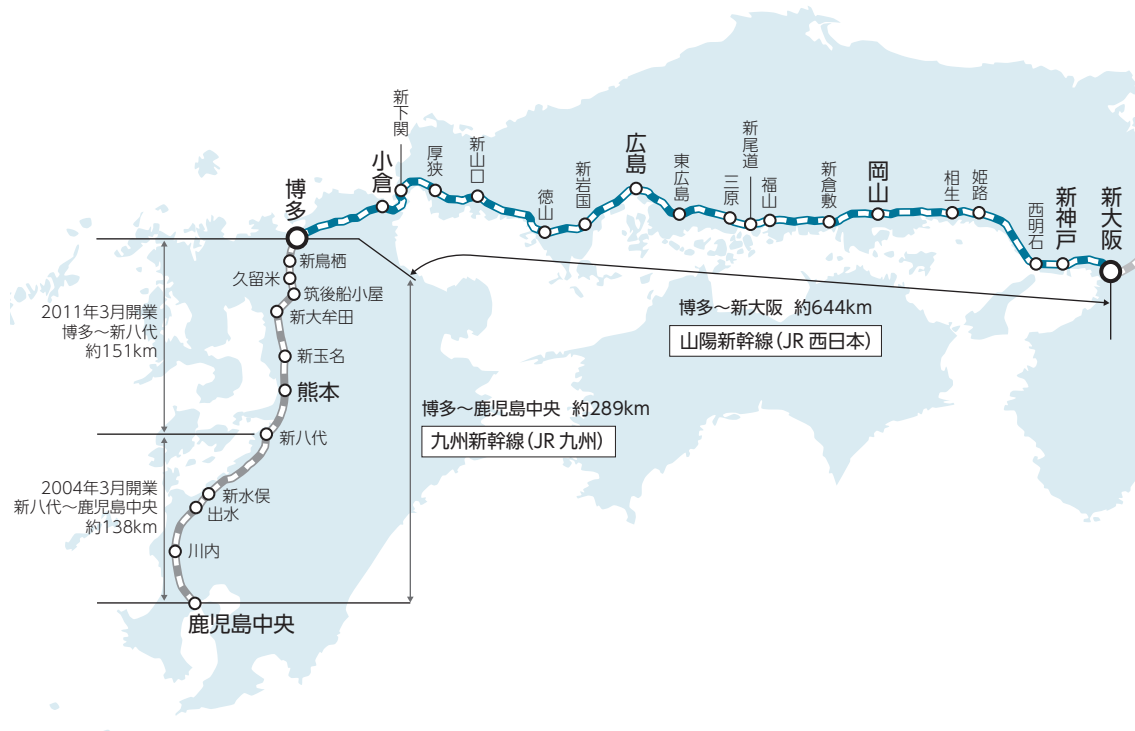 新下関
厚狭
新山口
小倉
博多
徳山
新岩国
広島
東広島
三原
新尾道
福山
新倉敷
岡山
相生
姫路
西明石
新神戸
新大阪
新鳥栖
久留米
筑後船小屋
新大牟田
新玉名
熊本
新八代
新水俣
出水
川内
鹿児島中央
2011年3月開業
博多~新八代
約151km
2004年3月開業
新八代~鹿児島中央
約138km
博多~新大阪 約644km
山陽新幹線(JR 西日本)
博多~鹿児島中央 約289km
九州新幹線(JR 九州)